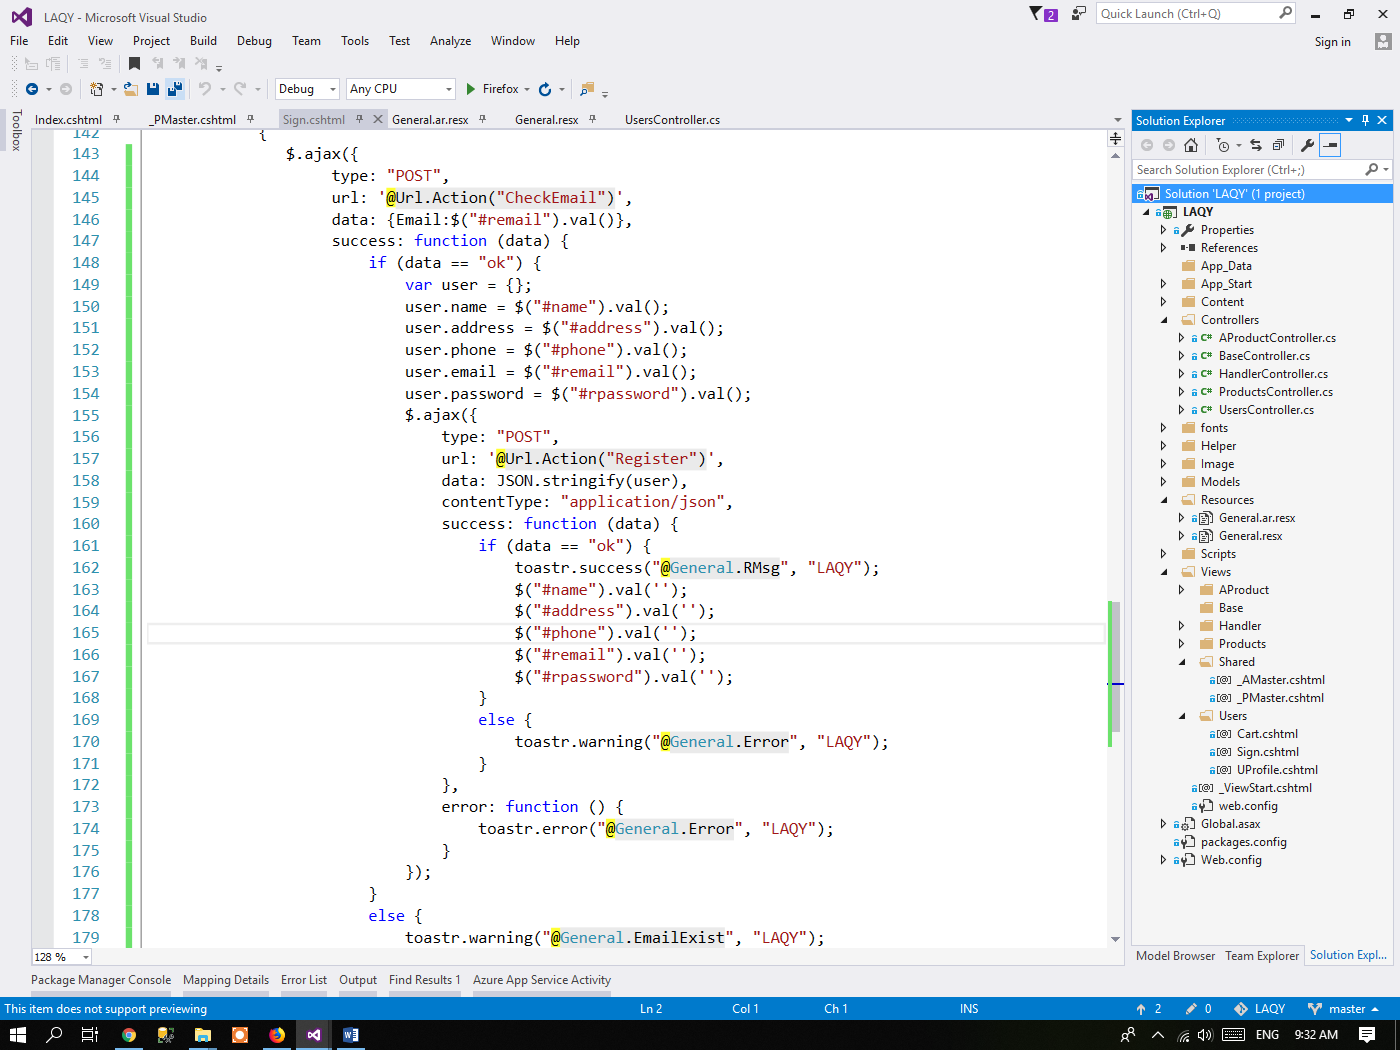 LAQY - Microsoft Visual Studio
2
Quick Launch (Ctrl+Q)
File Edit View Project Build Debug Team Tools Test Analyze Window Help
Sign in
Debug
Any CPU
Firefox
Toolbox
Index.cshtml
_PMaster.cshtml
Sign.cshtml
General.ar.resx
General.resx
UsersController.cs
142 {
143 $.ajax({
144 type: "POST",
145 url: '@Url.Action("CheckEmail")',
146 data: {Email:$("#remail").val()},
147 success: function (data) {
148 if (data == "ok") {
149 var user = {};
150 user.name = $("#name").val();
151 user.address = $("#address").val();
152 user.phone = $("#phone").val();
153 user.email = $("#remail").val();
154 user.password = $("#rpassword").val();
155 $.ajax({
156 type: "POST",
157 url: '@Url.Action("Register")',
158 data: JSON.stringify(user),
159 contentType: "application/json",
160 success: function (data) {
161 if (data == "ok") {
162 toastr.success("@General.RMsg", "LAQY");
163 $("#name").val('');
164 $("#address").val('');
165 $("#phone").val('');
166 $("#remail").val('');
167 $("#rpassword").val('');
168 }
169 else {
170 toastr.warning("@General.Error", "LAQY");
171 }
172 },
173 error: function () {
174 toastr.error("@General.Error", "LAQY");
175 }
176 });
177 }
178 else {
179 toastr.warning("@General.EmailExist", "LAQY");
128 %
Solution Explorer
Search Solution Explorer (Ctrl+;)
Solution 'LAQY' (1 project)
LAQY
Properties
References
App_Data
App_Start
Content
Controllers
C# AProductController.cs
C# BaseController.cs
C# HandlerController.cs
C# ProductsController.cs
C# UsersController.cs
fonts
Helper
Image
Models
Resources
General.ar.resx
General.resx
Scripts
Views
AProduct
Base
Handler
Products
Shared
[@] _AMaster.cshtml
[@] _PMaster.cshtml
Users
[@] Cart.cshtml
[@] Sign.cshtml
[@] UProfile.cshtml
[@] _ViewStart.cshtml
web.config
Global.asax
packages.config
Web.config
Model Browser Team Explorer Solution Expl...
Package Manager Console Mapping Details Error List Output Find Results 1 Azure App Service Activity
This item does not support previewing Ln 2 Col 1 Ch 1 INS 2 0 LAQY master
W ENG 9:32 AM